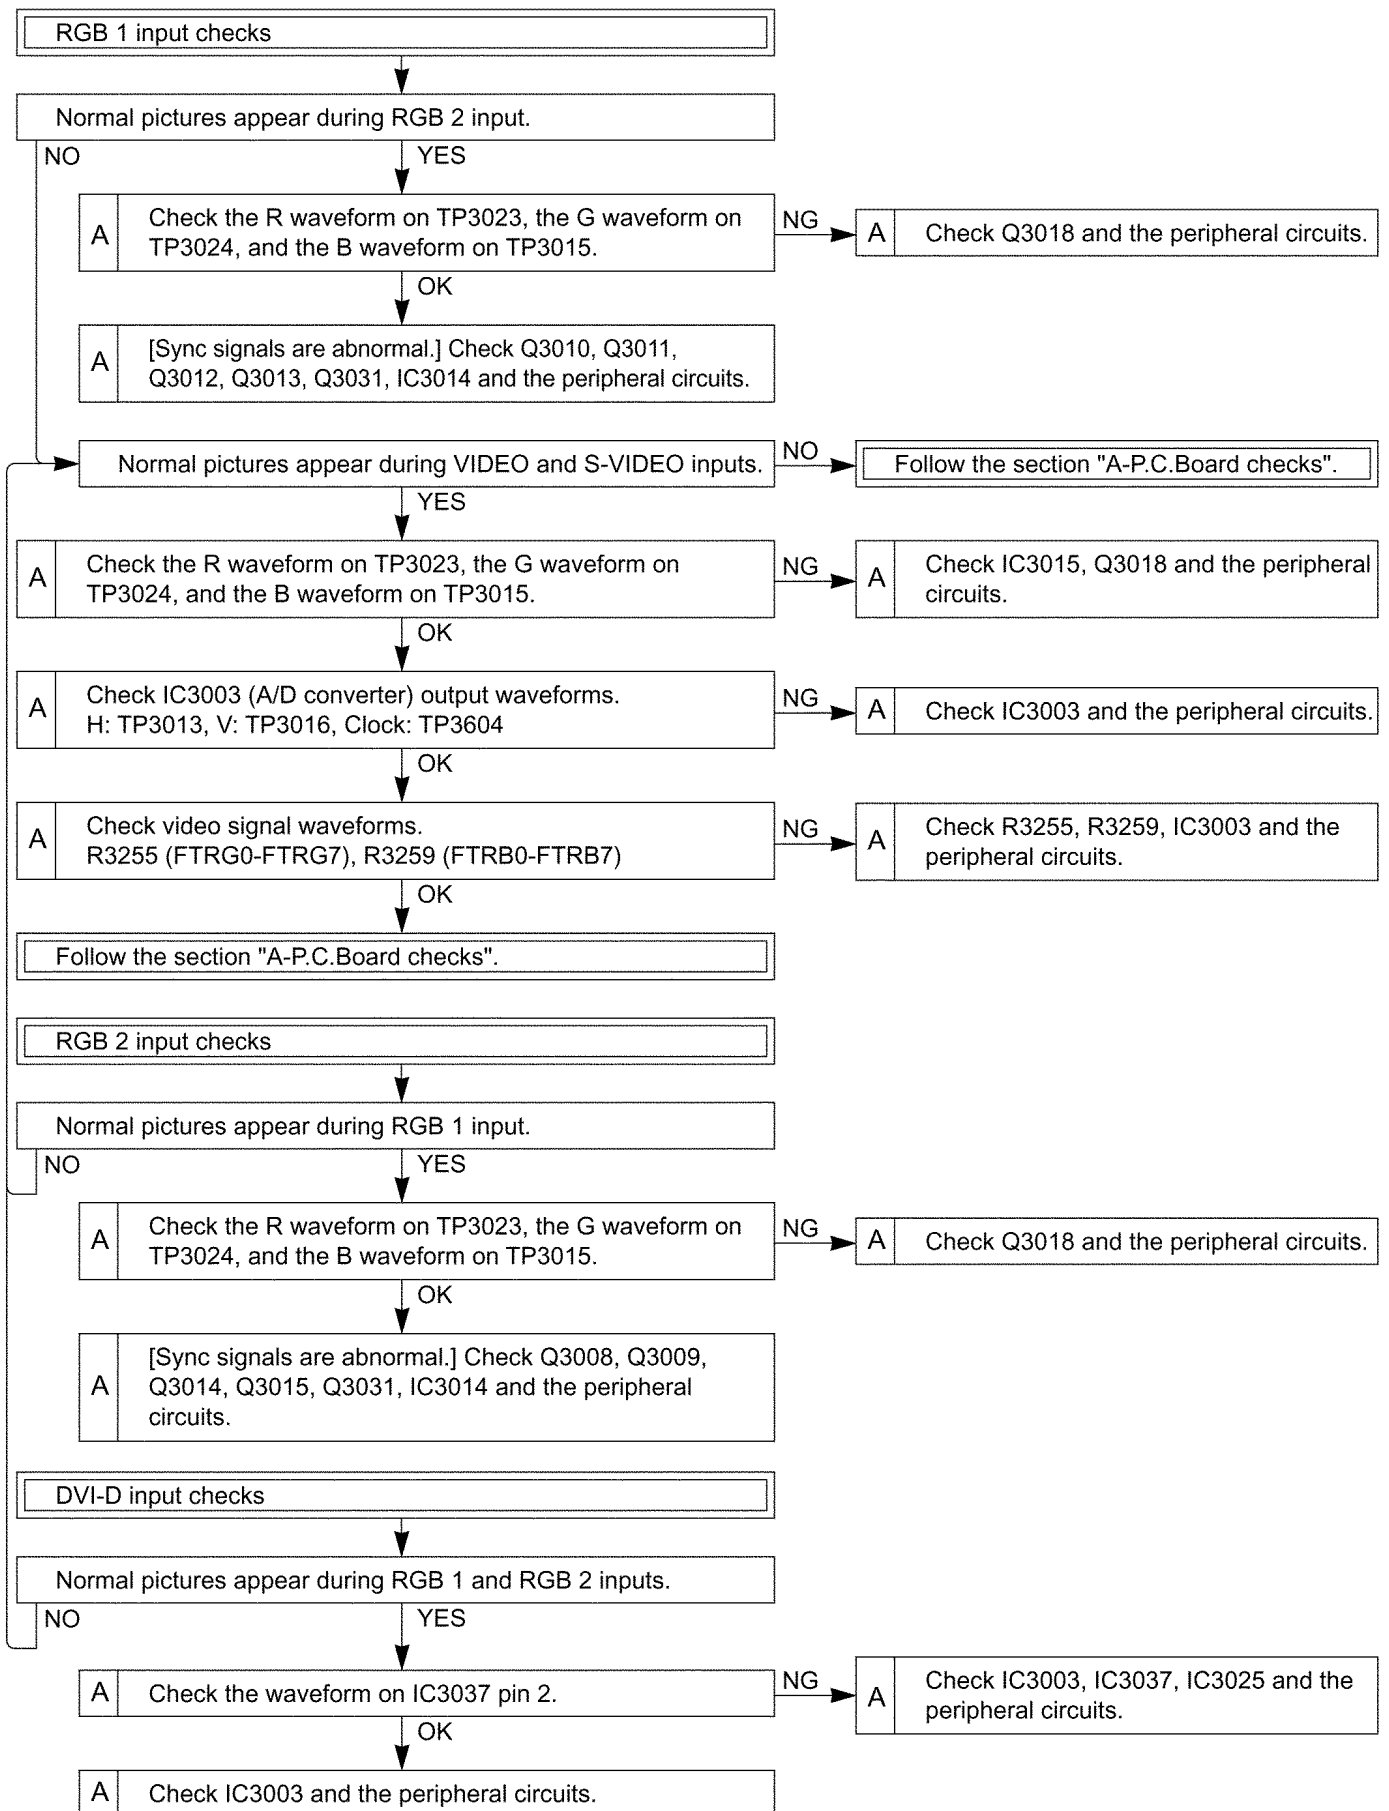 RGB 1 input checks
Normal pictures appear during RGB 2 input.
NO
YES
A
Check the R waveform on TP3023, the G waveform on
TP3024, and the B waveform on TP3015.
NG
A
Check Q3018 and the peripheral circuits.
OK
A
[Sync signals are abnormal.] Check Q3010, Q3011,
Q3012, Q3013, Q3031, IC3014 and the peripheral circuits.
Normal pictures appear during VIDEO and S-VIDEO inputs.
NO
Follow the section "A-P.C.Board checks".
YES
A
Check the R waveform on TP3023, the G waveform on
TP3024, and the B waveform on TP3015.
NG
A
Check IC3015, Q3018 and the peripheral
circuits.
OK
A
Check IC3003 (A/D converter) output waveforms.
H: TP3013, V: TP3016, Clock: TP3604
NG
A
Check IC3003 and the peripheral circuits.
OK
A
Check video signal waveforms.
R3255 (FTRG0-FTRG7), R3259 (FTRB0-FTRB7)
NG
A
Check R3255, R3259, IC3003 and the
peripheral circuits.
OK
Follow the section "A-P.C.Board checks".
RGB 2 input checks
Normal pictures appear during RGB 1 input.
NO
YES
A
Check the R waveform on TP3023, the G waveform on
TP3024, and the B waveform on TP3015.
NG
A
Check Q3018 and the peripheral circuits.
OK
A
[Sync signals are abnormal.] Check Q3008, Q3009,
Q3014, Q3015, Q3031, IC3014 and the peripheral
circuits.
DVI-D input checks
Normal pictures appear during RGB 1 and RGB 2 inputs.
NO
YES
A
Check the waveform on IC3037 pin 2.
NG
A
Check IC3003, IC3037, IC3025 and the
peripheral circuits.
OK
A
Check IC3003 and the peripheral circuits.